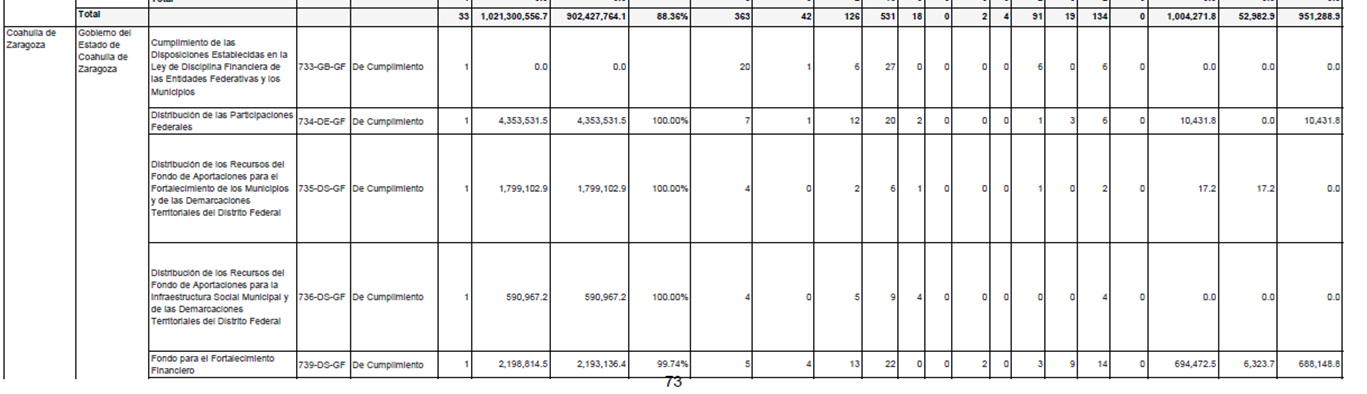 Total
Total 33 1,021,300,556.7 902,427,764.1 88.36% 363 42 126 531 18 0 2 4 91 19 134 0 1,004,271.8 52,982.9 951,288.9
Coahuila de Zaragoza
Gobierno del Estado de Coahuila de Zaragoza
Cumplimiento de las
Disposiciones Establecidas en la
Ley de Disciplina Financiera de
las Entidades Federativas y los
Municipios
733-GB-GF De Cumplimiento 1 0.0 0.0 20 1 6 27 0 0 0 0 6 0 6 0 0.0 0.0 0.0
Distribución de las Participaciones
Federales
734-DE-GF De Cumplimiento 1 4,353,531.5 4,353,531.5 100.00% 7 1 12 20 2 0 0 0 1 3 6 0 10,431.8 0.0 10,431.8
Distribución de los Recursos del
Fondo de Aportaciones para el
Fortalecimiento de los Municipios
y de las Demarcaciones
Territoriales del Distrito Federal
735-DS-GF De Cumplimiento 1 1,799,102.9 1,799,102.9 100.00% 4 0 2 6 1 0 0 0 1 0 2 0 17.2 17.2 0.0
Distribución de los Recursos del
Fondo de Aportaciones para la
Infraestructura Social Municipal y
de las Demarcaciones
Territoriales del Distrito Federal
736-DS-GF De Cumplimiento 1 590,967.2 590,967.2 100.00% 4 0 5 9 4 0 0 0 0 0 4 0 0.0 0.0 0.0
Fondo para el Fortalecimiento
Financiero
739-DS-GF De Cumplimiento 1 2,198,814.5 2,193,136.4 99.74% 5 4 13 22 0 0 2 0 3 9 14 0 694,472.5 6,323.7 688,148.8
73